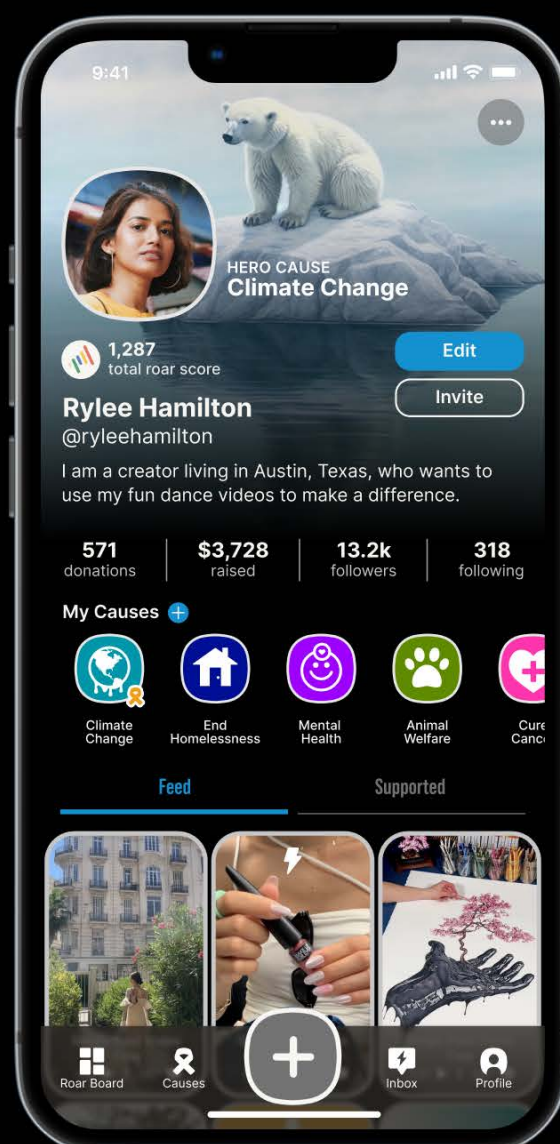 9:41
HERO CAUSE
Climate Change
1,287
total roar score
Edit
Invite
Rylee Hamilton
@ryleehamilton
I am a creator living in Austin, Texas, who wants to
use my fun dance videos to make a difference.
571
donations
$3,728
raised
13.2k
followers
318
following
My Causes
Climate
Change
End
Homelessness
Mental
Health
Animal
Welfare
Cure
Canc
Feed
Supported
Roar Board
Causes
Inbox
Profile